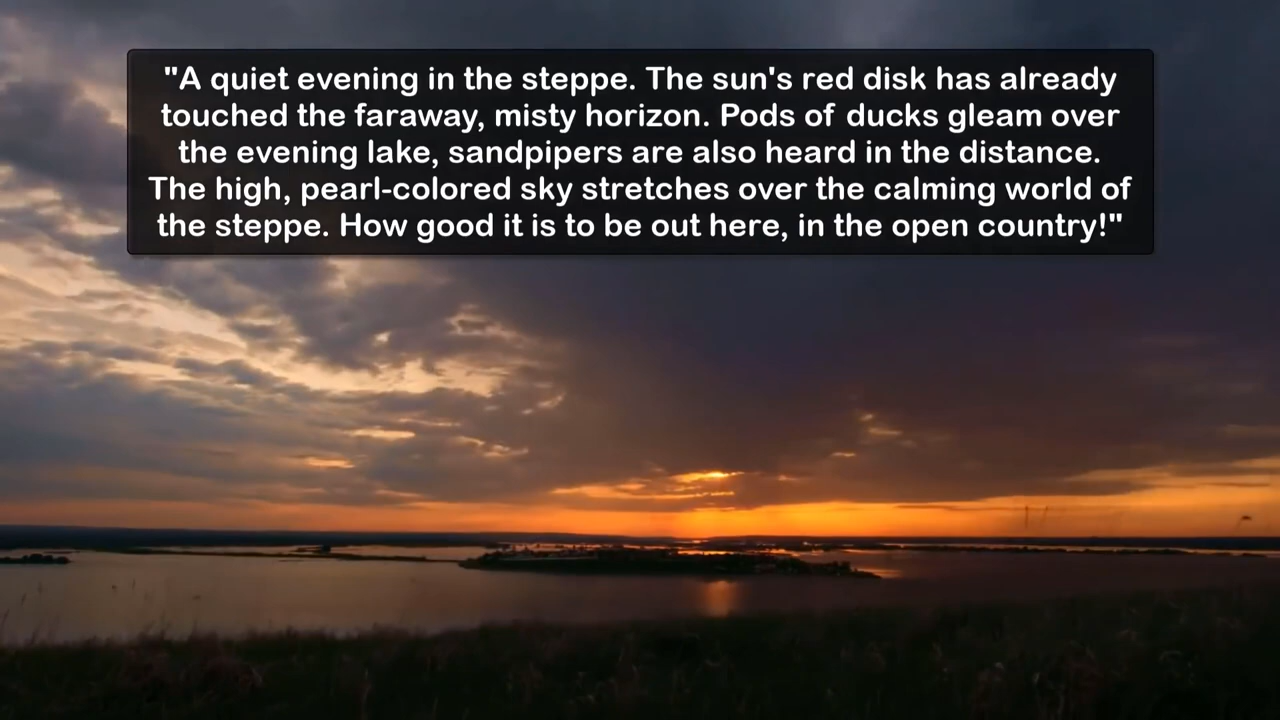 "A quiet evening in the steppe. The sun's red disk has already
touched the faraway, misty horizon. Pods of ducks gleam over
the evening lake, sandpipers are also heard in the distance.
The high, pearl-colored sky stretches over the calming world of
the steppe. How good it is to be out here, in the open country!"